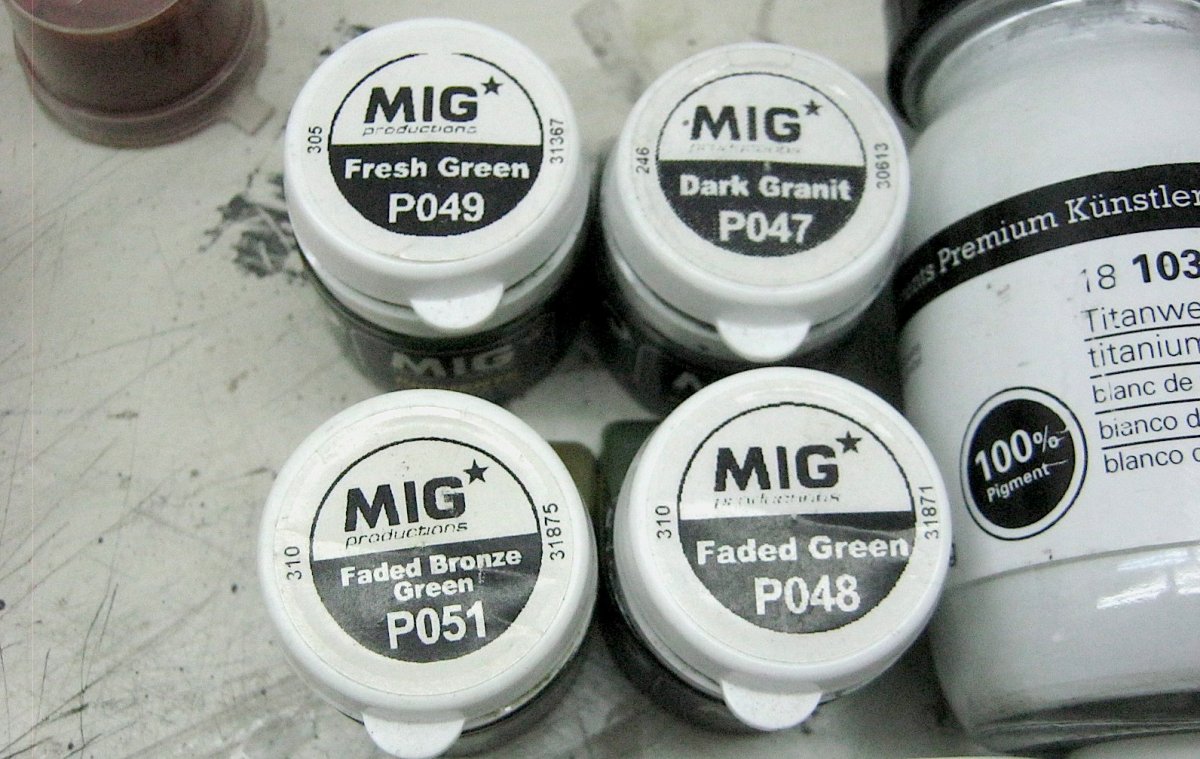 MIG
productions
305
31367
Fresh Green
P049
MIG
MIG
productions
246
30613
Dark Granit
P047
MIG
productions
310
31875
Faded Bronze
Green
P051
MIG
productions
310
31871
Faded Green
P048
Premium Künstler
18 103
Titanwe
titanium
blanc de
bianco d
blanco
100%
Pigment